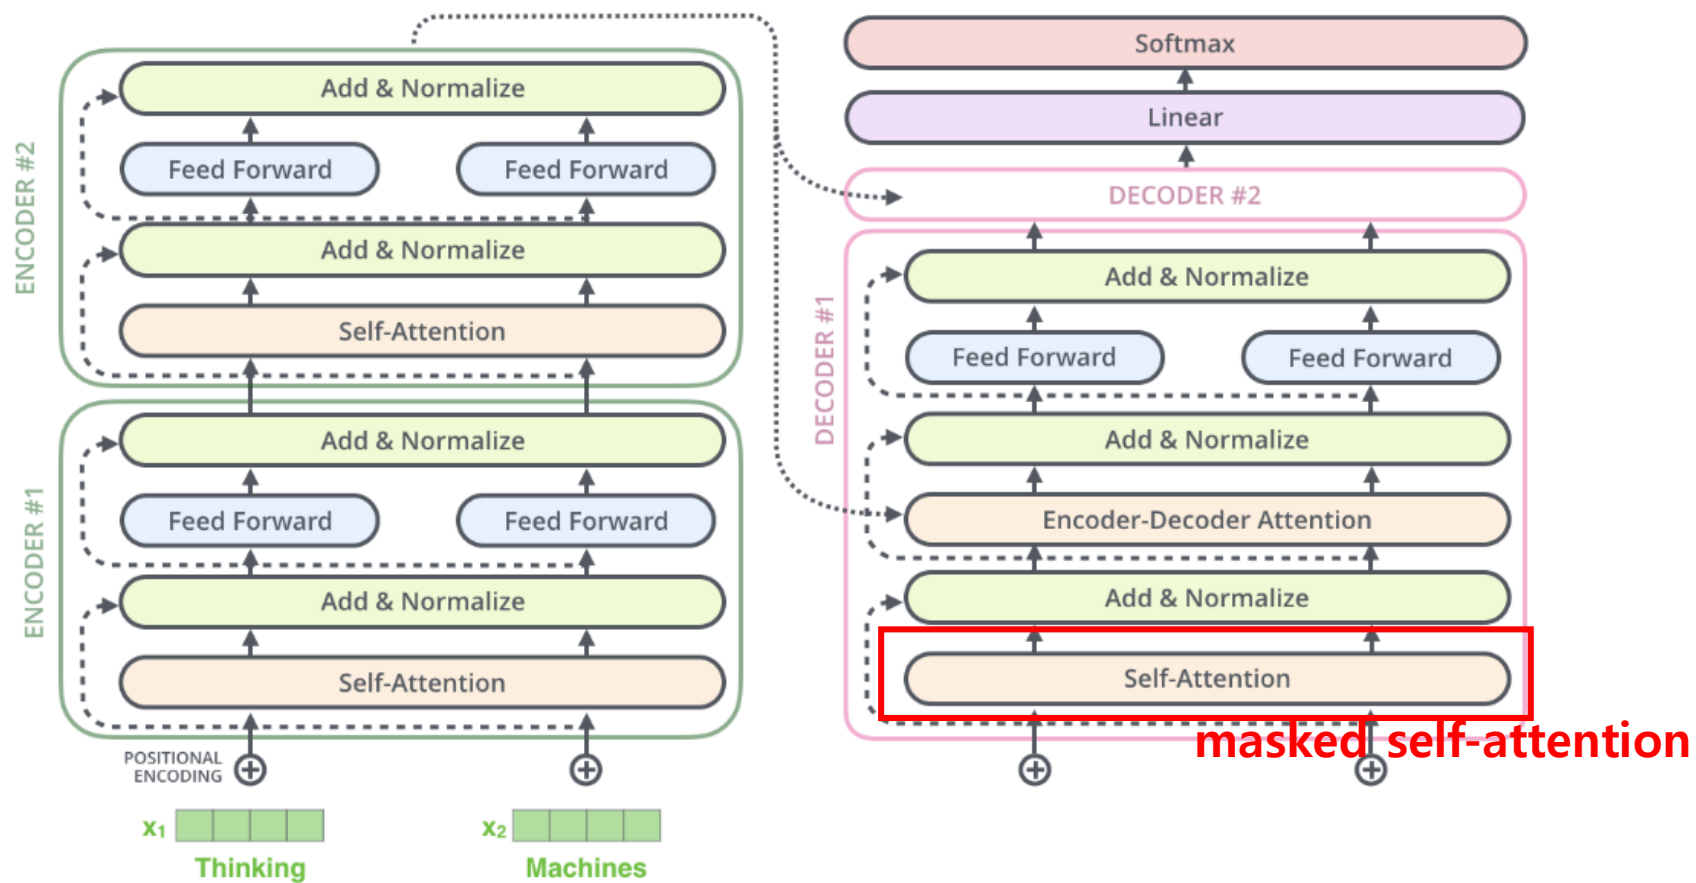 ENCODER #2
Add & Normalize
Feed Forward
Feed Forward
Add & Normalize
Self-Attention
ENCODER #1
Add & Normalize
Feed Forward
Feed Forward
Add & Normalize
Self-Attention
POSITIONAL
ENCODING
x₁
x₂
Thinking
Machines
Softmax
Linear
DECODER #2
DECODER #1
Add & Normalize
Feed Forward
Feed Forward
Add & Normalize
Encoder-Decoder Attention
Add & Normalize
Self-Attention
masked self-attention